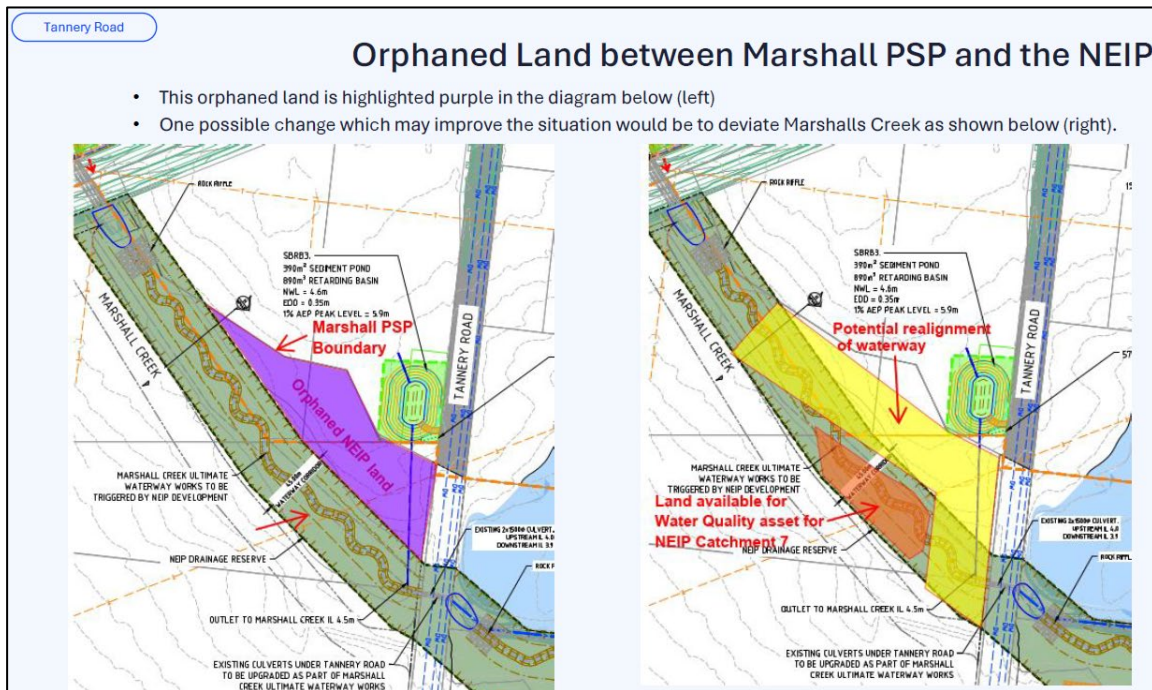 Tannery Road
Orphaned Land between Marshall PSP and the NEIP
• This orphaned land is highlighted purple in the diagram below (left)
• One possible change which may improve the situation would be to deviate Marshalls Creek as shown below (right).
ROCK RIFFLE
SBRB3.
390m² SEDIMENT POND
890m³ RETARDING BASIN
NWL = 4.6m
EDD = 0.35m
1% AEP PEAK LEVEL = 5.9m
Marshall PSP
Boundary
MARSHALL CREEK
TANNERY ROAD
Orphaned NEIP land
MARSHALL CREEK ULTIMATE
WATERWAY WORKS TO BE
TRIGGERED BY NEIP DEVELOPMENT
WATERWAY CORRIDOR
NEIP DRAINAGE RESERVE
EXISTING 2x1500ø CULVERT.
UPSTREAM IL 4.0
DOWNSTREAM IL 3.9
OUTLET TO MARSHALL CREEK IL 4.5m
EXISTING CULVERTS UNDER TANNERY ROAD
TO BE UPGRADED AS PART OF MARSHALL
CREEK ULTIMATE WATERWAY WORKS
ROCK RIFFLE
15
SBRB3.
390m² SEDIMENT POND
890m³ RETARDING BASIN
NWL = 4.6m
EDD = 0.35m
1% AEP PEAK LEVEL = 5.9m
Potential realignment
of waterway
MARSHALL CREEK
TANNERY ROAD
57
MARSHALL CREEK ULTIMATE
WATERWAY WORKS TO BE
TRIGGERED BY NEIP DEVELOPMENT
Land available for
Water Quality asset for
NEIP Catchment 7
NEIP DRAINAGE RESERVE
EXISTING 2x1500ø CULVERT.
UPSTREAM IL 4.0
DOWNSTREAM IL 3.9
ROCK R
OUTLET TO MARSHALL CREEK IL 4.5m
EXISTING CULVERTS UNDER TANNERY ROAD
TO BE UPGRADED AS PART OF MARSHALL
CREEK ULTIMATE WATERWAY WORKS